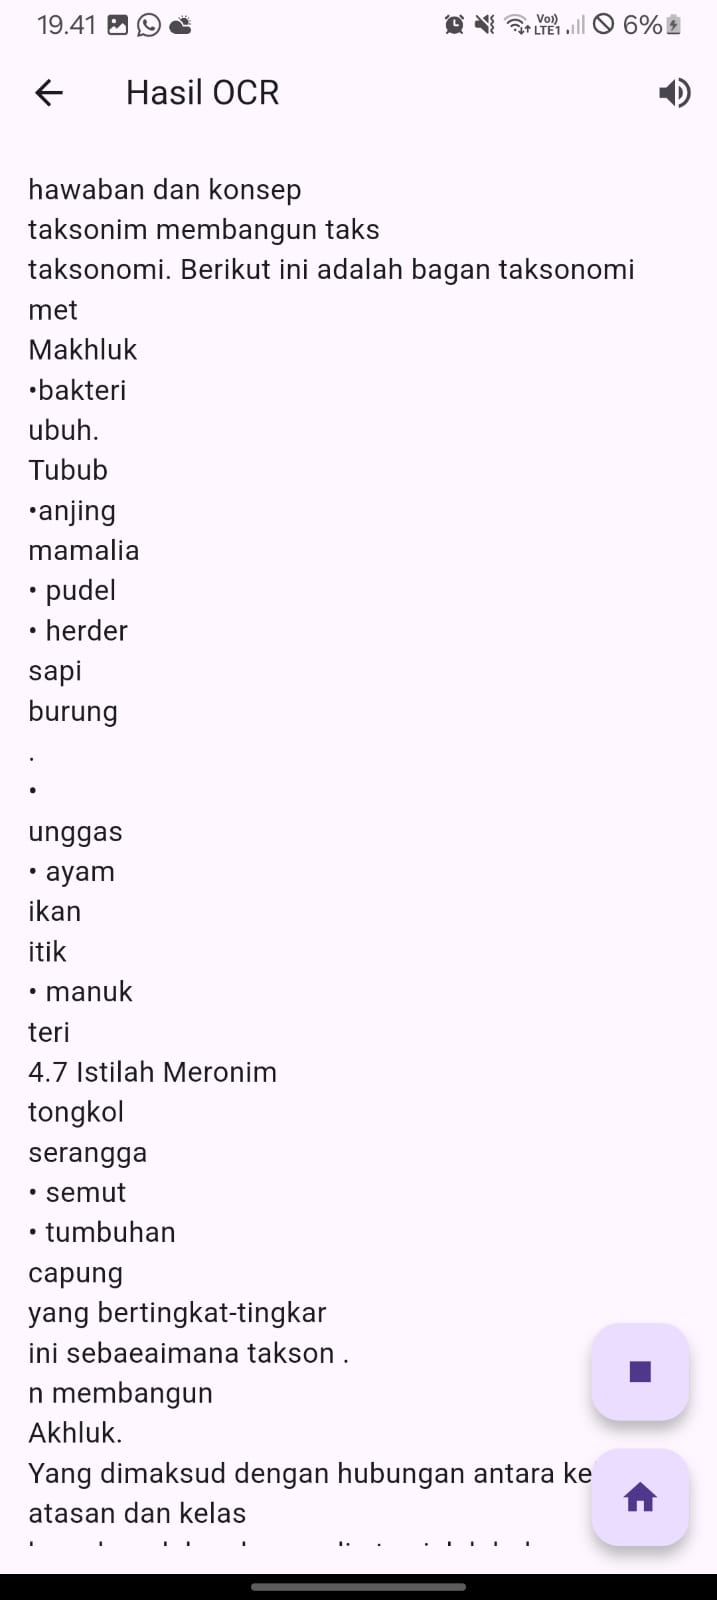 19.41
Vo))
LTE1
6%
Hasil OCR
hawaban dan konsep
taksonim membangun taks
taksonomi. Berikut ini adalah bagan taksonomi
met
Makhluk
•bakteri
ubuh.
Tubub
•anjing
mamalia
• pudel
• herder
sapi
burung
.
•
unggas
• ayam
ikan
itik
• manuk
teri
4.7 Istilah Meronim
tongkol
serangga
• semut
• tumbuhan
capung
yang bertingkat-tingkar
ini sebaeaimana takson .
n membangun
Akhluk.
Yang dimaksud dengan hubungan antara ke
atasan dan kelas